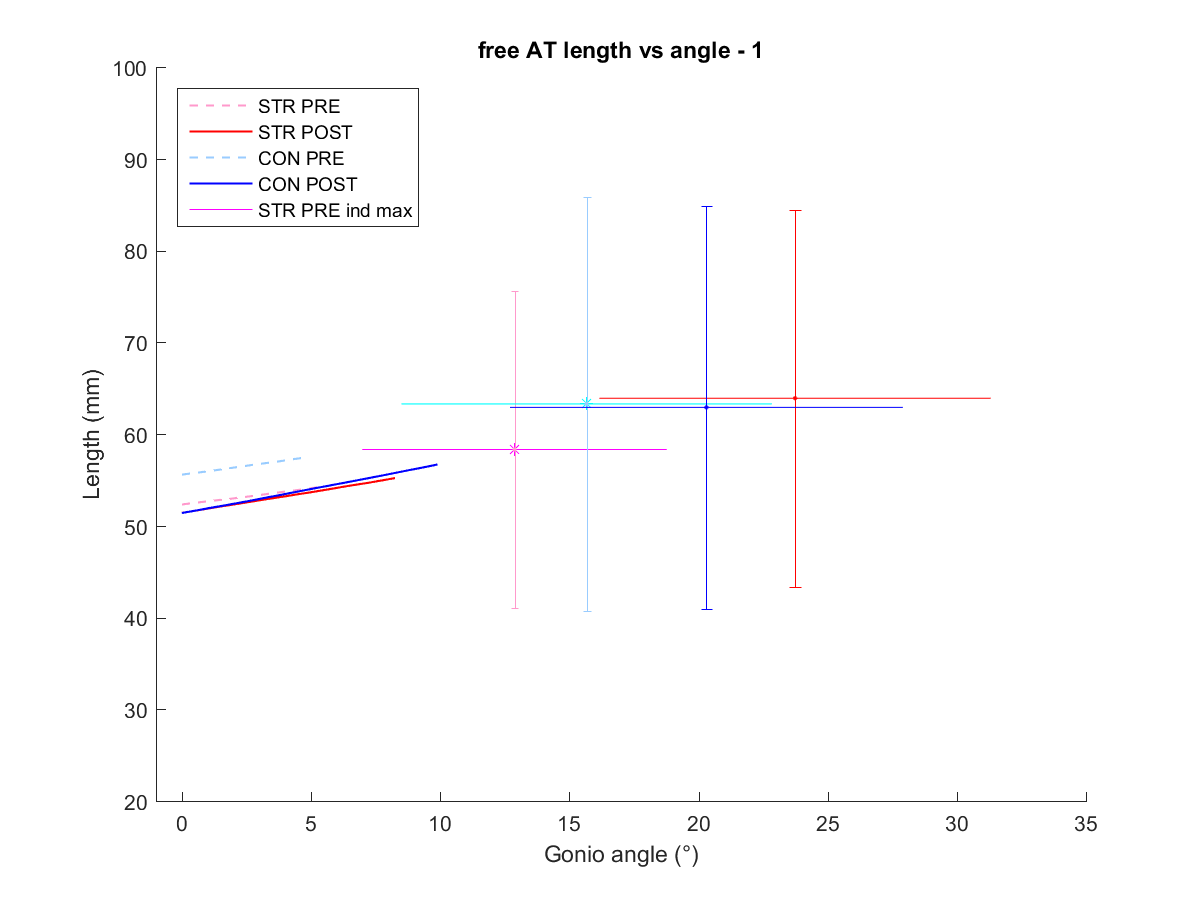 free AT length vs angle - 1
100
90
80
70
60
50
40
30
20
Length (mm)
STR PRE
STR POST
CON PRE
CON POST
STR PRE ind max
0 5 10 15 20 25 30 35
Gonio angle (°)